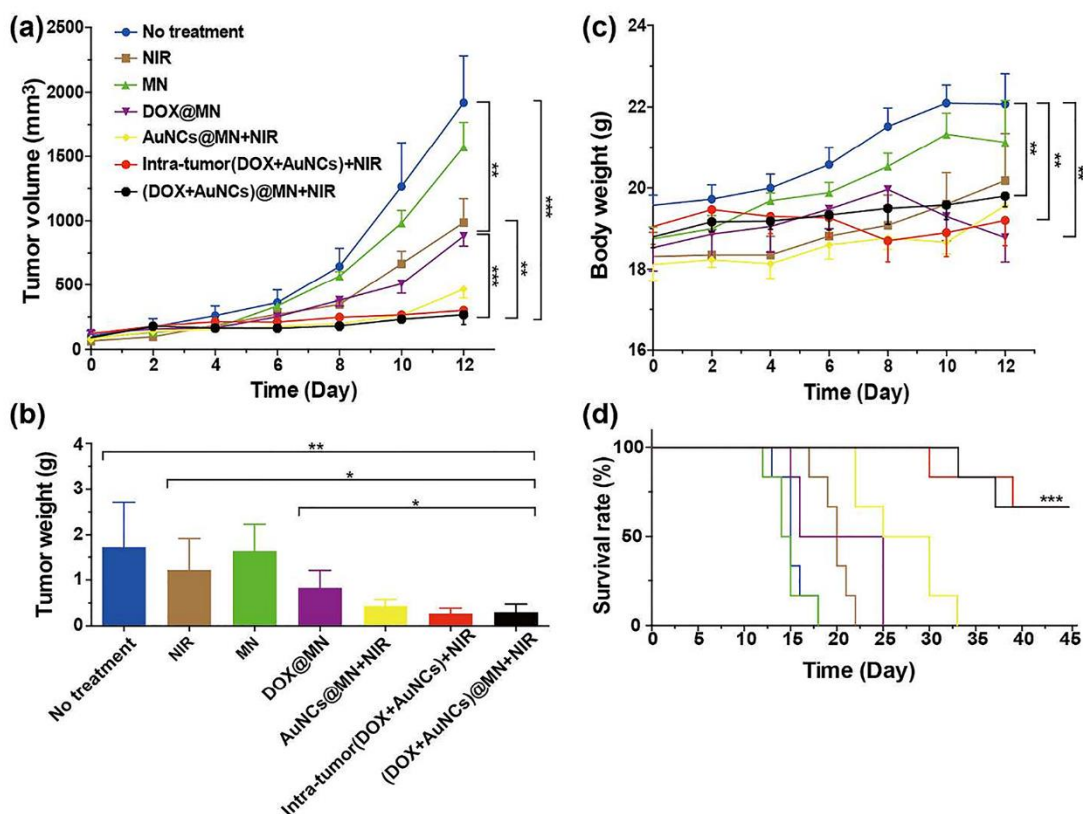 (a)
Tumor volume (mm3)
2500
2000
1500
1000
500
0
No treatment
NIR
MN
DOX@MN
AuNCs@MN+NIR
Intra-tumor(DOX+AuNCs)+NIR
(DOX+AuNCs)@MN+NIR
**
***
**
***
0 2 4 6 8 10 12
Time (Day)
(c)
Body weight (g)
24
22
20
18
16
**
**
**
0 2 4 6 8 10 12
Time (Day)
(b)
Tumor weight (g)
4
3
2
1
0
**
*
*
No treatment
NIR
MN
DOX@MN
AuNCs@MN+NIR
Intra-tumor(DOX+AuNCs)+NIR
(DOX+AuNCs)@MN+NIR
(d)
Survival rate (%)
100
50
0
***
0 5 10 15 20 25 30 35 40 45
Time (Day)